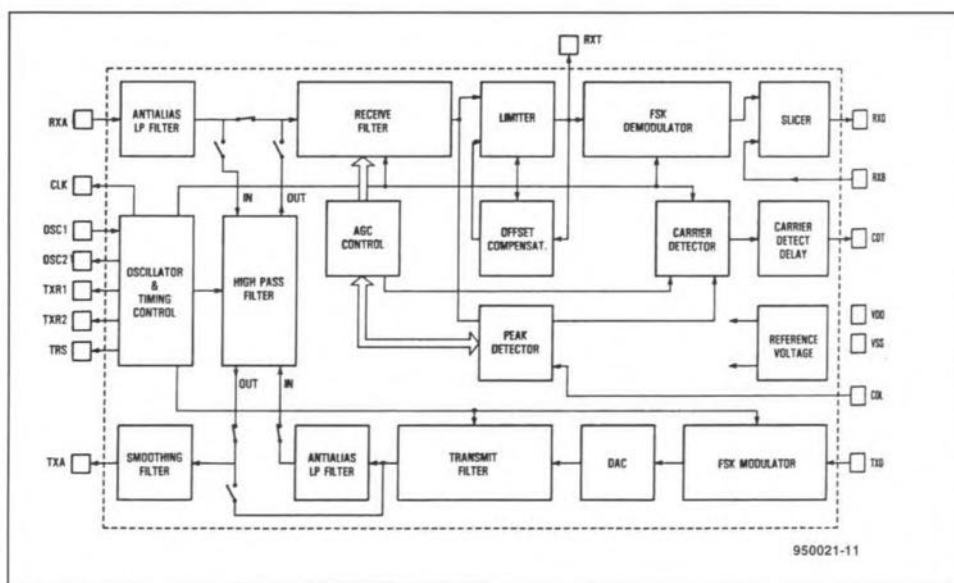 RXT
RXA
ANTIALIAS
LP FILTER
RECEIVE
FILTER
LIMITER
FSK
DEMODULATOR
SLICER
RXD
RXB
CLK
IN
OUT
OSC1
OSC2
TXR1
TXR2
TRS
OSCILLATOR
&
TIMING
CONTROL
HIGH PASS
FILTER
AGC
CONTROL
OFFSET
COMPENSAT.
CARRIER
DETECTOR
CARRIER
DETECT
DELAY
CDT
PEAK
DETECTOR
REFERENCE
VOLTAGE
VDD
VSS
CDL
OUT
IN
TXA
SMOOTHING
FILTER
ANTIALIAS
LP FILTER
TRANSMIT
FILTER
DAC
FSK MODULATOR
TXD
950021-11